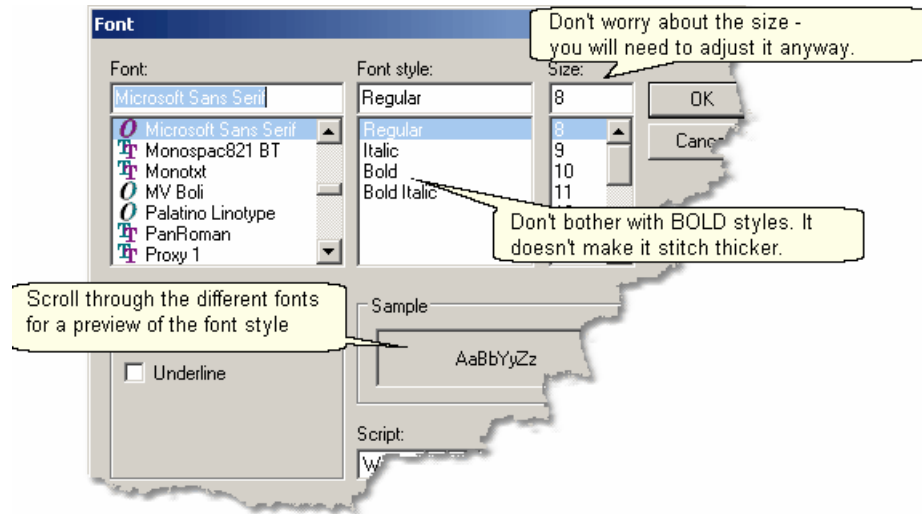 Font
Don't worry about the size -
you will need to adjust it anyway.
Font:
Font style:
Size:
Microsoft Sans Serif
Regular
8
OK
Microsoft Sans Serif
Monospac821 BT
Monotxt
MV Boli
Palatino Linotype
PanRoman
Proxy 1
Regular
Italic
Bold
Bold Italic
8
9
10
11
Don't bother with BOLD styles. It
doesn't make it stitch thicker.
Scroll through the different fonts
for a preview of the font style
Sample
AaBbYyZz
Underline
Script: